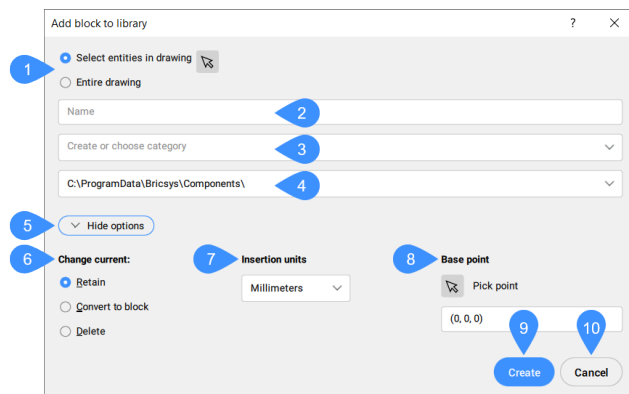 Add block to library ? ×
1 Select entities in drawing
Entire drawing
Name 2
Create or choose category 3
C:\ProgramData\Bricsys\Components\ 4
5 Hide options
6 Change current: 7 Insertion units 8 Base point
Retain Millimeters Pick point
Convert to block
(0, 0, 0)
Delete
9 10
Create Cancel